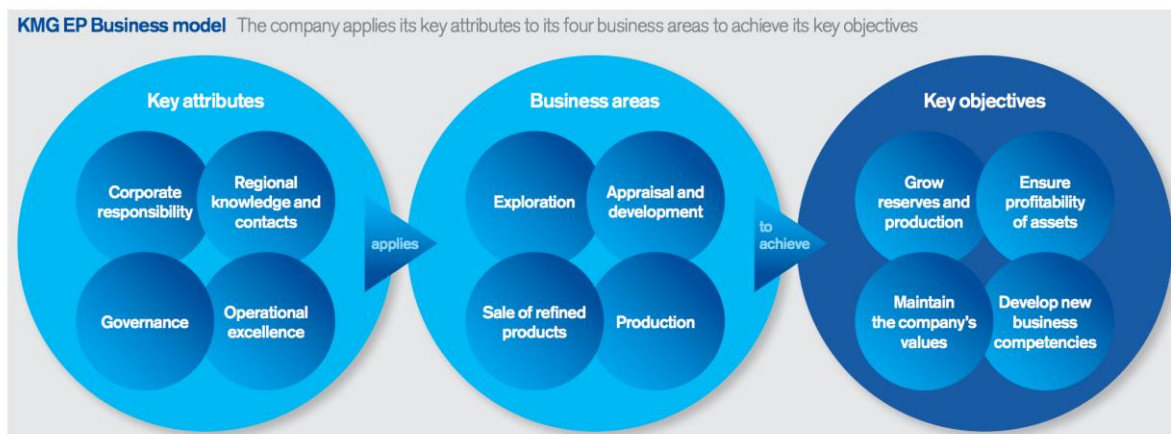 KMG EP Business model The company applies its key attributes to its four business areas to achieve its key objectives
Key attributes
Corporate
responsibility
Regional
knowledge and
contacts
Governance
Operational
excellence
applies
Business areas
Exploration
Appraisal and
development
Sale of refined
products
Production
to
achieve
Key objectives
Grow
reserves and
production
Ensure
profitability
of assets
Maintain
the company's
values
Develop new
business
competencies